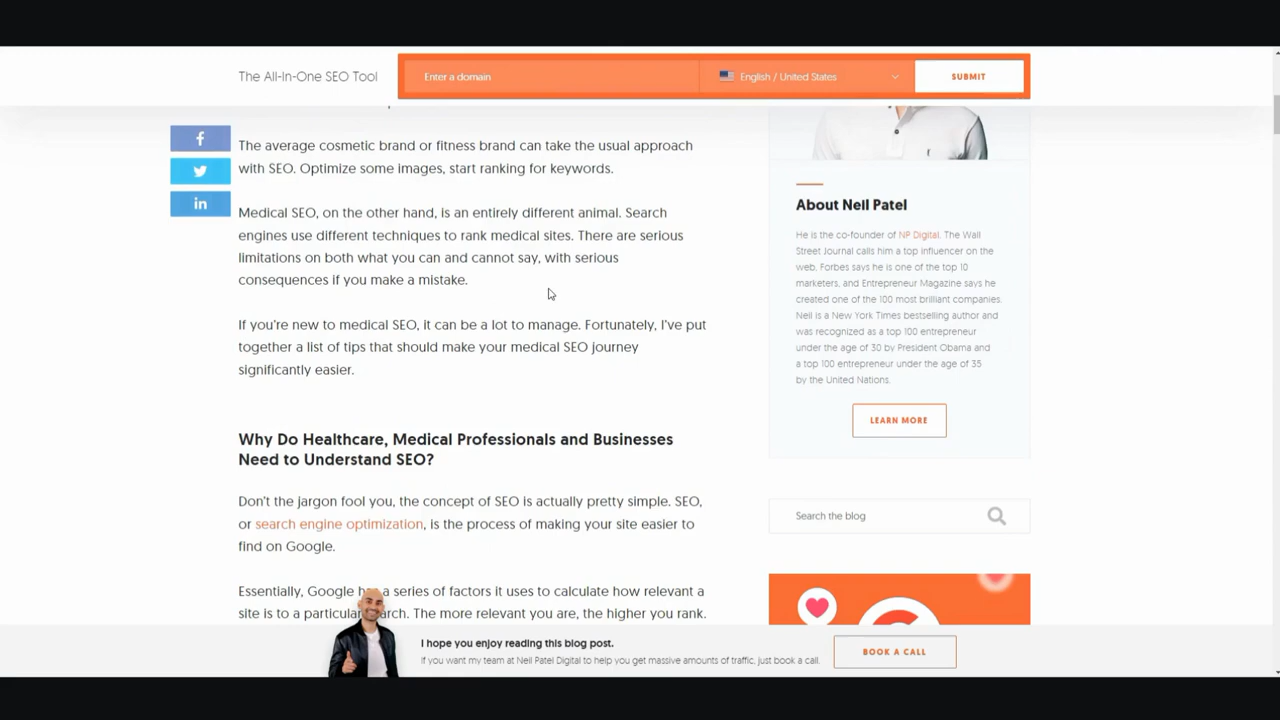 The All-In-One SEO Tool
Enter a domain
English / United States
SUBMIT
The average cosmetic brand or fitness brand can take the usual approach
with SEO. Optimize some images, start ranking for keywords.
Medical SEO, on the other hand, is an entirely different animal. Search
engines use different techniques to rank medical sites. There are serious
limitations on both what you can and cannot say, with serious
consequences if you make a mistake.
If you're new to medical SEO, it can be a lot to manage. Fortunately, I've put
together a list of tips that should make your medical SEO journey
significantly easier.
Why Do Healthcare, Medical Professionals and Businesses
Need to Understand SEO?
Don't the jargon fool you, the concept of SEO is actually pretty simple. SEO,
or search engine optimization, is the process of making your site easier to
find on Google.
Essentially, Google a series of factors it uses to calculate how relevant a
site is to a particular The more relevant you are, the higher you rank.
About Neil Patel
He is the co-founder of NP Digital. The Wall
Street Journal calls him a top influencer on the
web, Forbes says he is one of the top 10
marketers, and Entrepreneur Magazine says he
created one of the 100 most brilliant companies.
Neil is a New York Times bestselling author and
was recognized as a top 100 entrepreneur
under the age of 30 by President Obama and
a top 100 entrepreneur under the age of 35
by the United Nations.
LEARN MORE
Search the blog
I hope you enjoy reading this blog post.
If you want my team at Neil Patel Digital to help you get massive amounts of traffic, just book a call.
BOOK A CALL